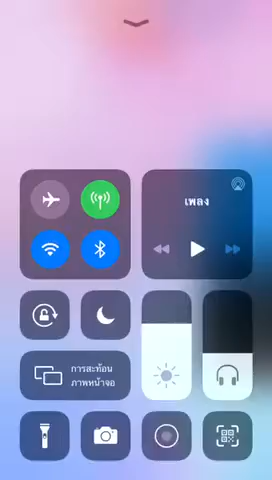 เพลง
การสะท้อน
ภาพหน้าจอ